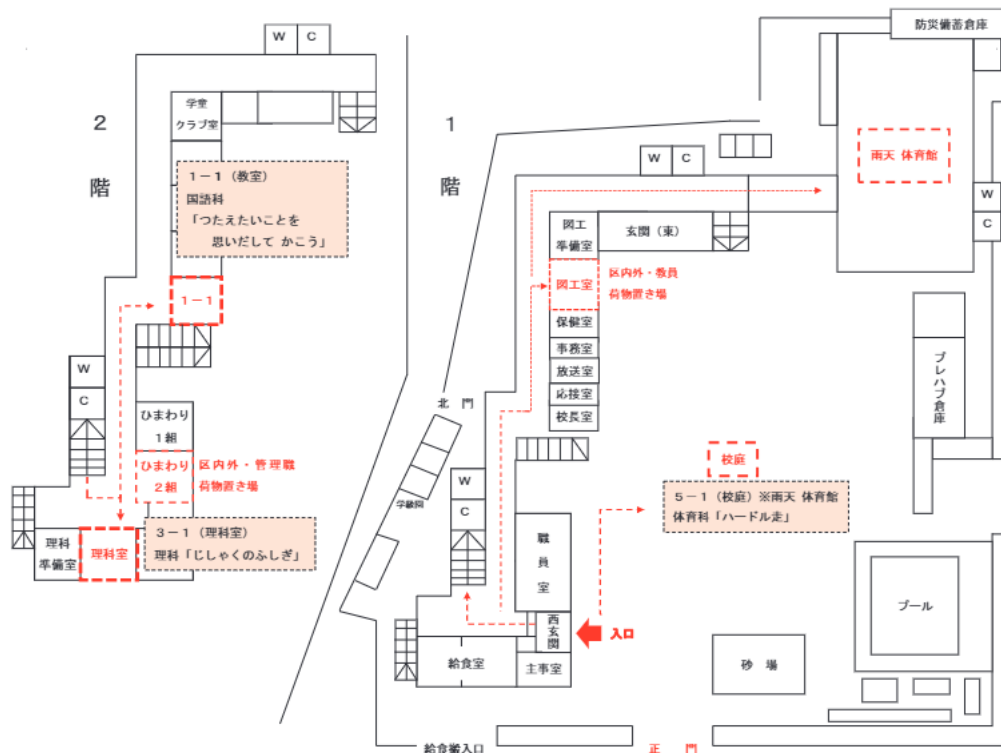 2
階
W C
学童
クラブ室
1-1(教室)
国語科
「つたえたいことを
思いだして かこう」
1-1
W
C
ひまわり
1組
ひまわり
2組
区内外・管理職
荷物置き場
3-1(理科室)
理科「じしゃくのふしぎ」
理科
準備室
理科室
1
階
防災備蓄倉庫
雨天 体育館
W C
W
C
図工
準備室
玄関(東)
図工室
区内外・教員
荷物置き場
保健室
事務室
放送室
応接室
校長室
プレハブ倉庫
北 門
学級園
W
C
校庭
5-1(校庭)※雨天 体育館
体育科「ハードル走」
職員室
西玄関
入口
給食室
主事室
プール
砂 場
給食搬入口
正 門